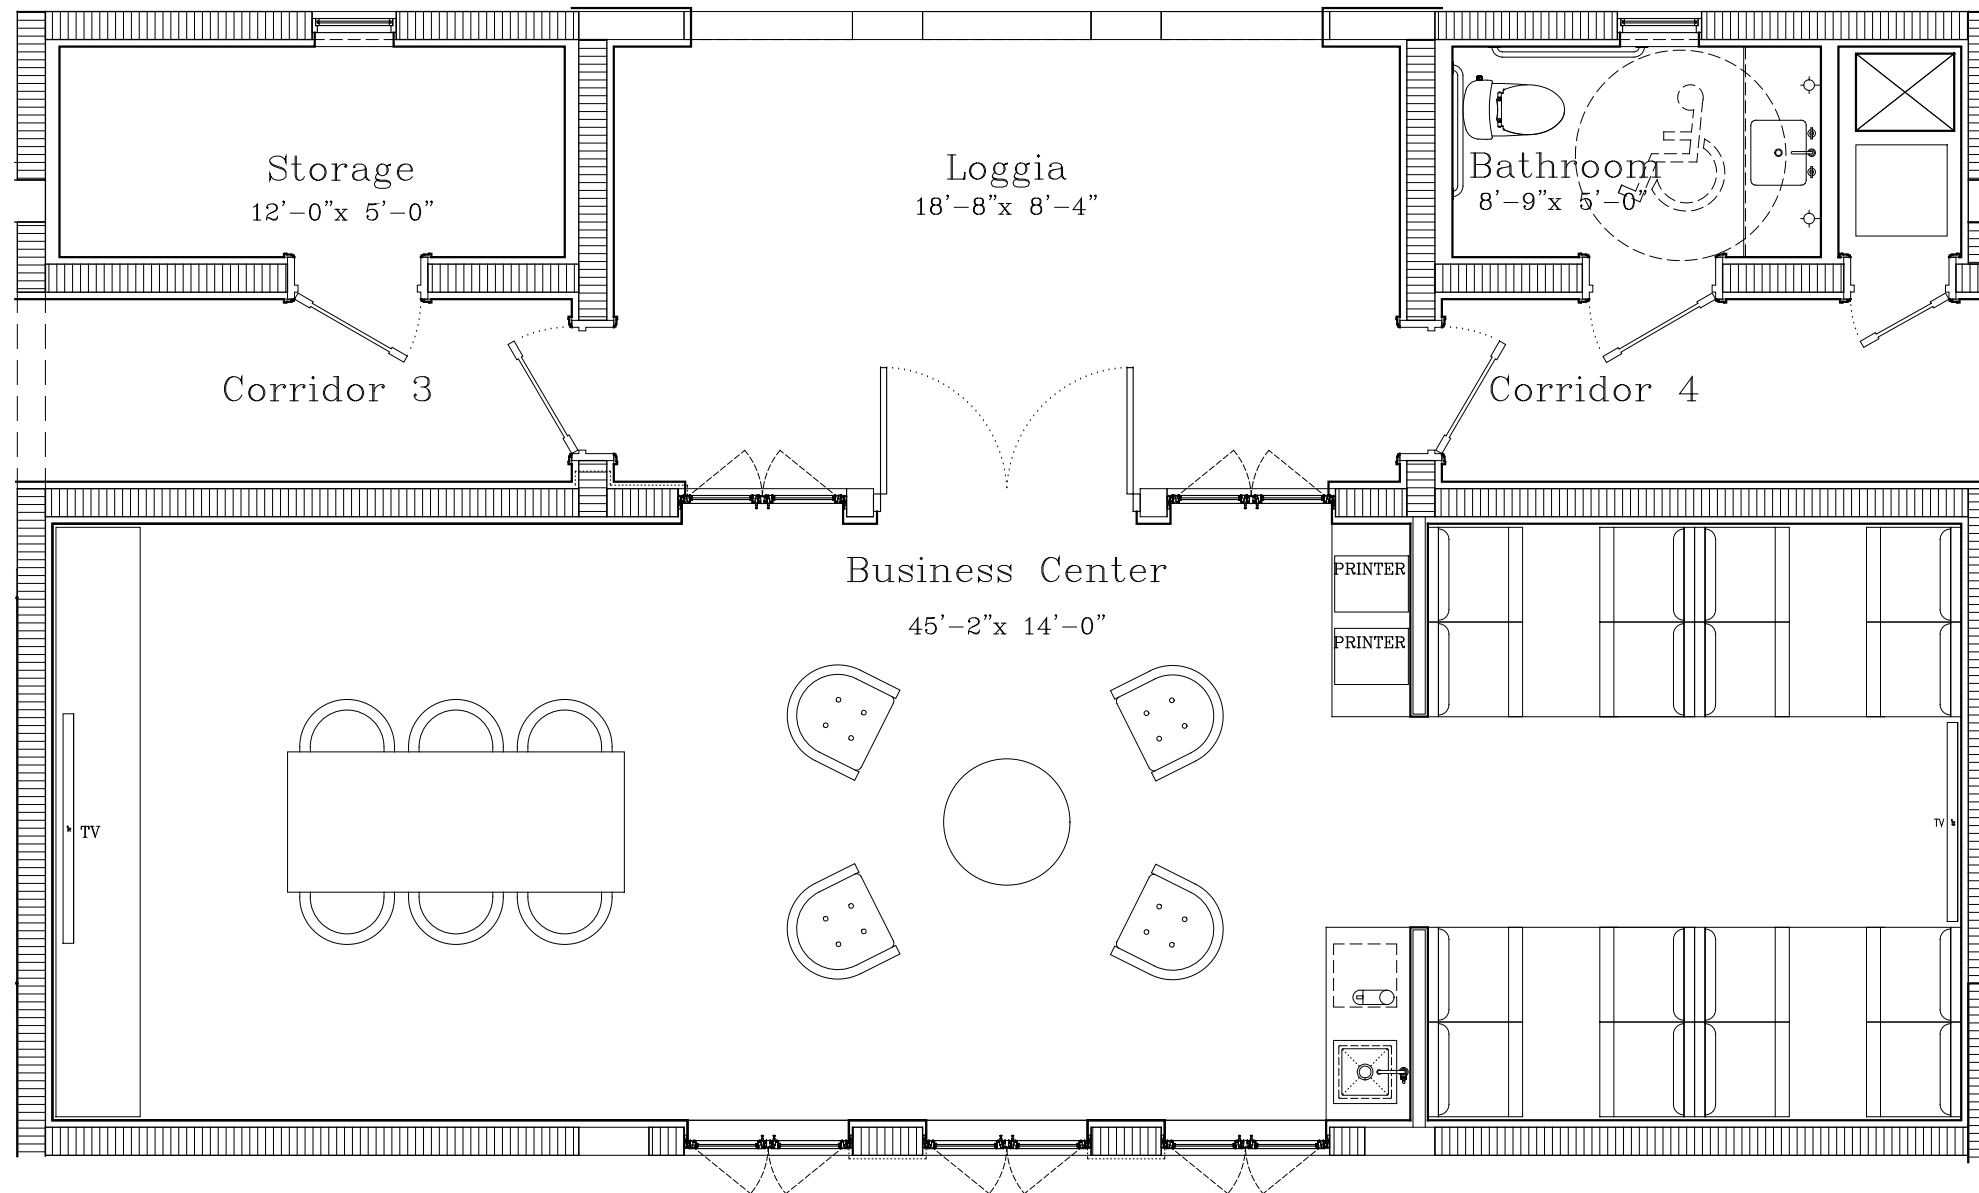 Storage
12'-0"x 5'-0"
Loggia
18'-8"x 8'-4"
Bathroom
8'-9"x 5'-0"
Corridor 3
Corridor 4
Business Center
45'-2"x 14'-0"
PRINTER
PRINTER
TV
TV